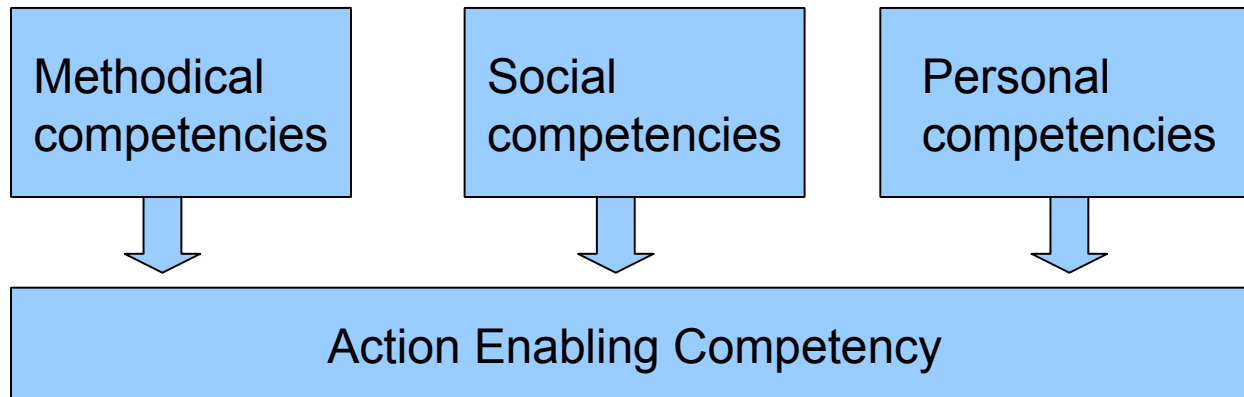 Methodical
competencies
Social
competencies
Personal
competencies
Action Enabling Competency